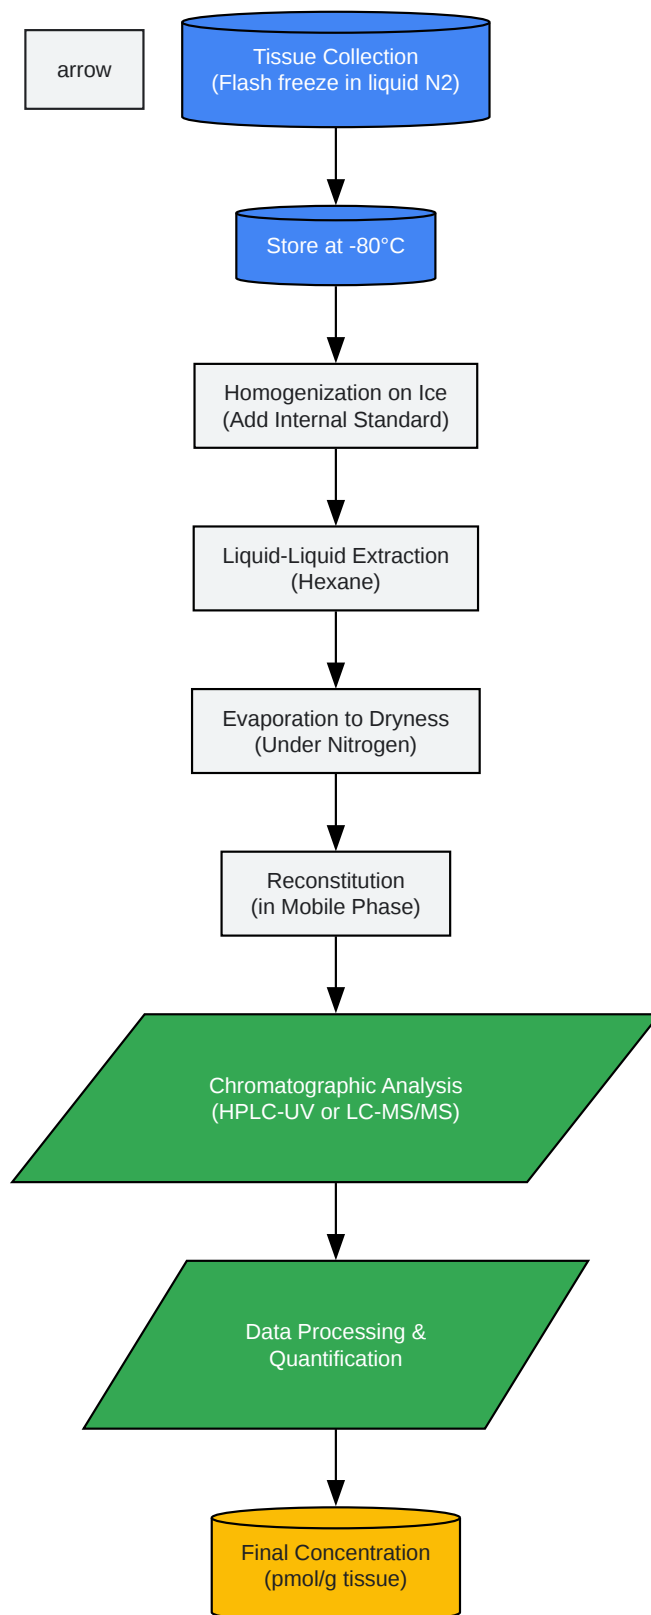 arrow
Tissue Collection
(Flash freeze in liquid N2)
Store at -80°C
Homogenization on Ice
(Add Internal Standard)
Liquid-Liquid Extraction
(Hexane)
Evaporation to Dryness
(Under Nitrogen)
Reconstitution
(in Mobile Phase)
Chromatographic Analysis
(HPLC-UV or LC-MS/MS)
Data Processing &
Quantification
Final Concentration
(pmol/g tissue)